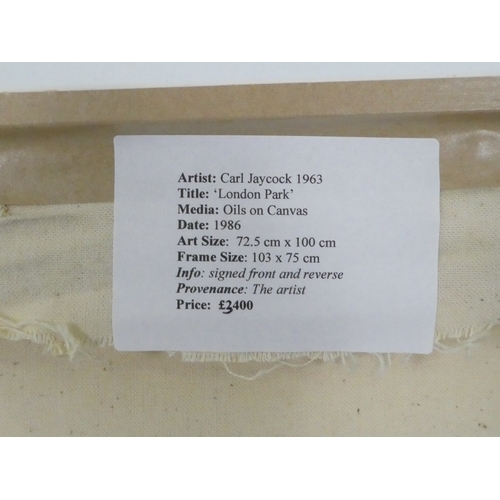 Artist: Carl Jaycock 1963
Title: ‘London Park’
Media: Oils on Canvas
Date: 1986
Art Size: 72.5 cm x 100 cm
Frame Size: 103 x 75 cm
Info: signed front and reverse
Provenance: The artist
Price: